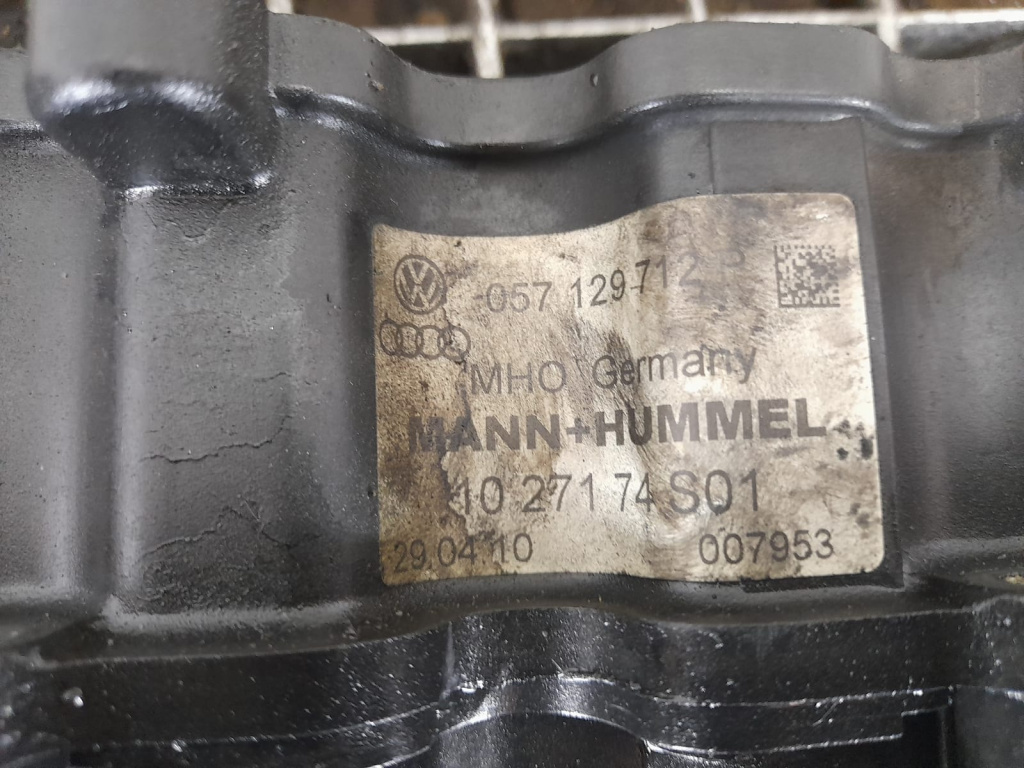 057 129 712
MHO Germany
MANN+HUMMEL
10 271 74 S01
29.04.10 007953